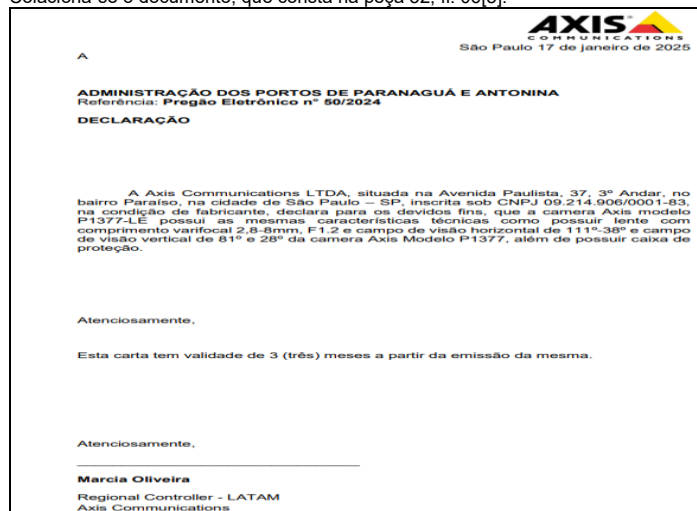 Colaciona-se o documento, que consta na peça 32, fl.
AXIS
COMMUNICATIONS
São Paulo 17 de janeiro de 2025
A
ADMINISTRAÇÃO DOS PORTOS DE PARANAGUÁ E ANTONINA
Referência: Pregão Eletrônico n° 50/2024
DECLARAÇÃO
A Axis Communications LTDA, situada na Avenida Paulista, 37, 3º Andar, no
bairro Paraíso, na cidade de São Paulo – SP, inscrita sob CNPJ 09.214.906/0001-83,
na condição de fabricante, declara para os devidos fins, que a camera Axis modelo
P1377-LE possui as mesmas características técnicas como possuir lente com
comprimento varifocal 2,8-8mm, F1.2 e campo de visão horizontal de 111º-38º e campo
de visão vertical de 81º e 28º da camera Axis Modelo P1377, além de possuir caixa de
proteção.
Atenciosamente,
Esta carta tem validade de 3 (três) meses a partir da emissão da mesma.
Atenciosamente,
Marcia Oliveira
Regional Controller - LATAM
Axis Communications